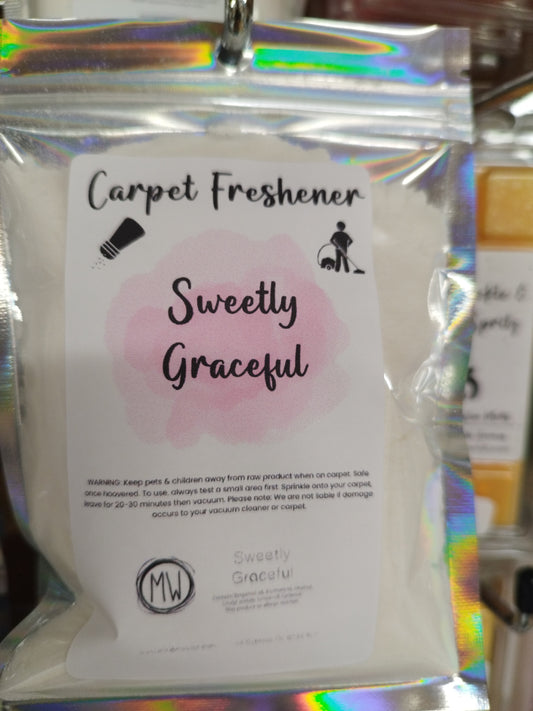 Carpet Freshener
Sweetly
Graceful
WARNING: Keep pets & children away from raw product when on carpet. Safe
once hoovered. To use, always test a small area first. Sprinkle onto your carpet,
leave for 20-30 minutes then vacuum. Please note: We are not liable if damage
occurs to your vacuum cleaner or carpet.
MW
Sweetly
Graceful